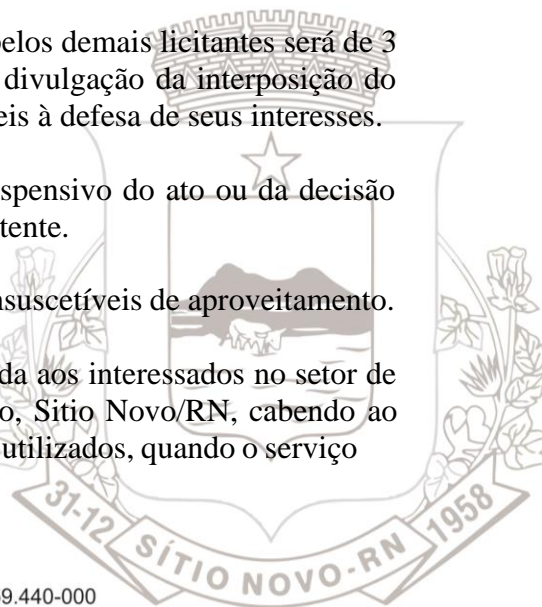 pelos demais licitantes será de 3
divulgação da interposição do
eis à defesa de seus interesses.
spensivo do ato ou da decisão
tente.
nsuscetíveis de aproveitamento.
da aos interessados no setor de
o, Sitio Novo/RN, cabendo ao
utilizados, quando o serviço
31-12 SÍTIO NOVO-RN 1958
59.440-000